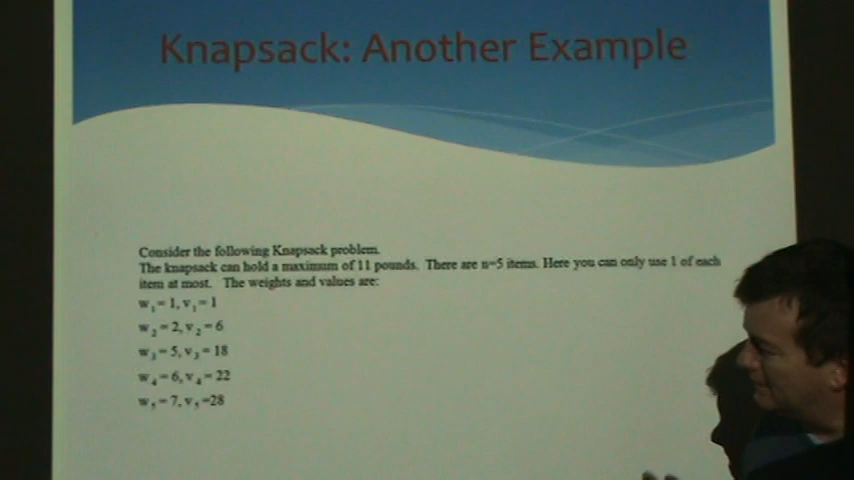 Knapsack: Another Example
Consider the following Knapsack problem.
The knapsack can hold a maximum of 11 pounds. There are n=5 items. Here you can only use 1 of each
item at most. The weights and values are:
w₁ = 1, v₁ = 1
w₂ = 2, v₂ = 6
w₃ = 5, v₃ = 18
w₄ = 6, v₄ = 22
w₅ = 7, v₅ =28